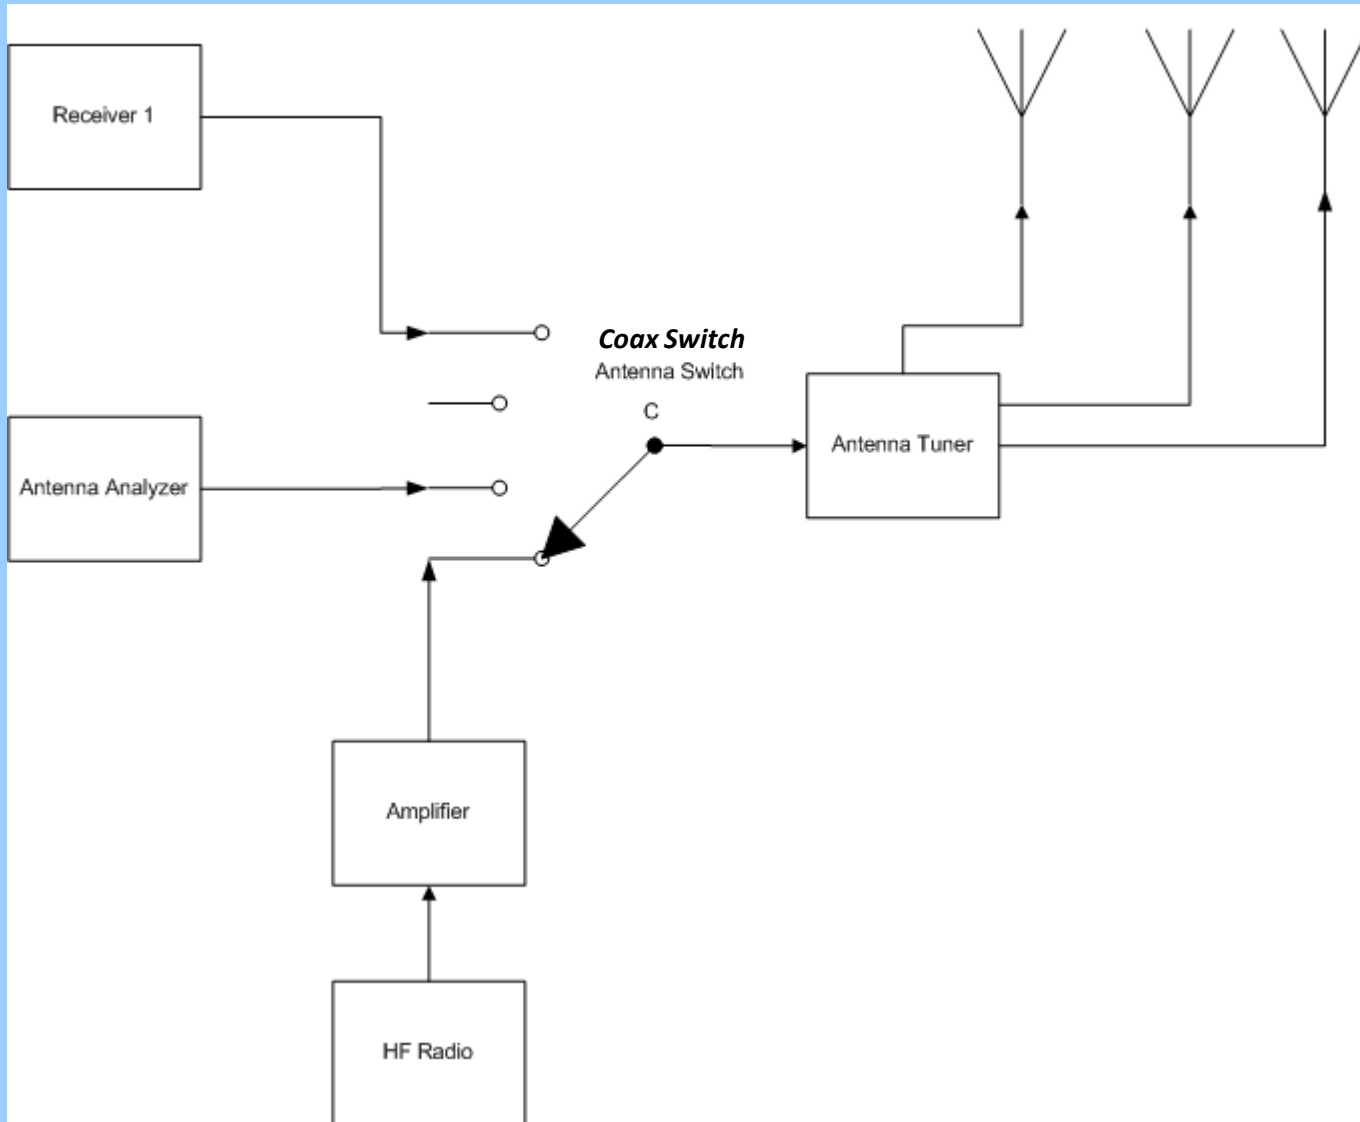 Receiver 1
Coax Switch
Antenna Switch
C
Antenna Tuner
Antenna Analyzer
Amplifier
HF Radio